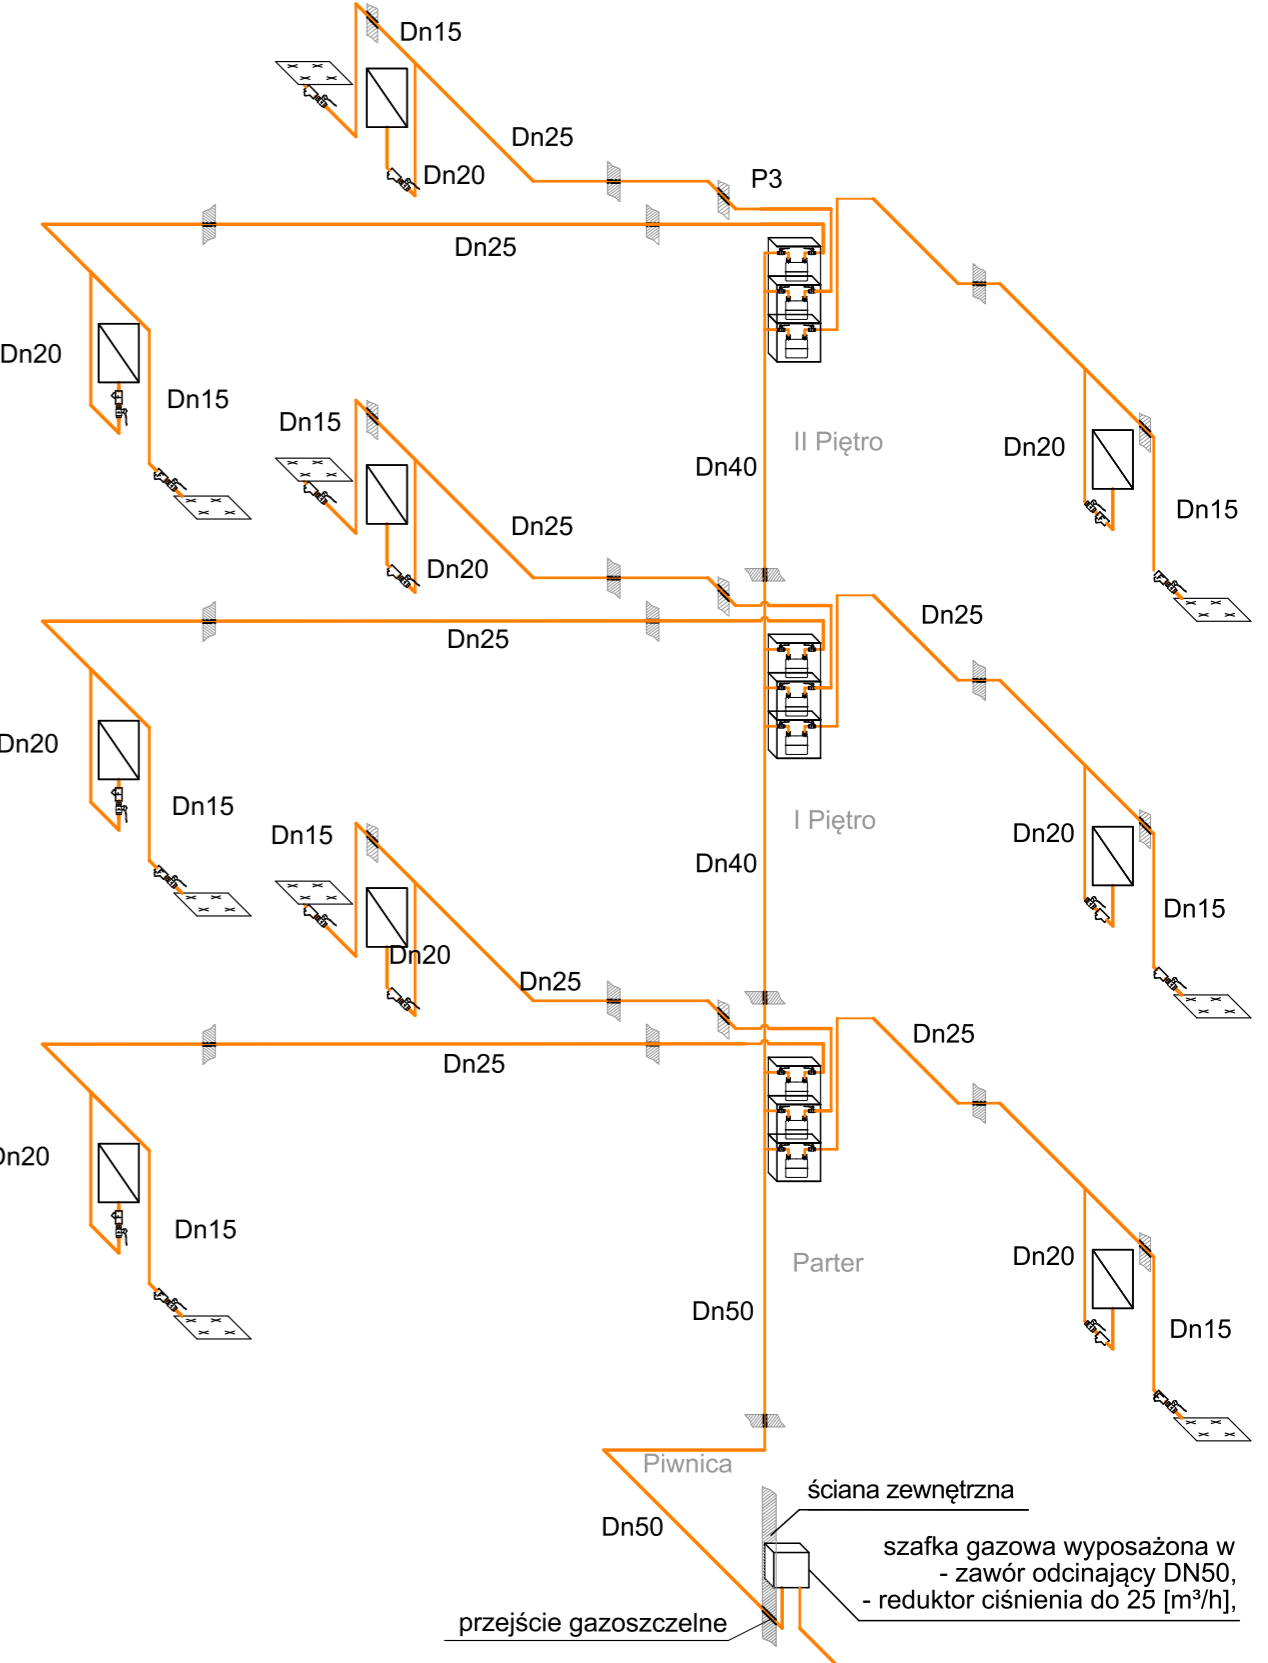 Dn15
Dn25
P3
Dn20
Dn25
Dn20
Dn15
Dn15
II Piętro
Dn20
Dn40
Dn15
Dn25
Dn20
Dn25
Dn25
Dn20
Dn15
I Piętro
Dn15
Dn20
Dn40
Dn15
Dn20
Dn25
Dn25
Dn25
Dn20
Dn15
Parter
Dn20
Dn50
Dn15
Piwnica
ściana zewnętrzna
Dn50
szafka gazowa wyposażona w
- zawór odcinający DN50,
- reduktor ciśnienia do 25 [m³/h],
przejście gazoszczelne